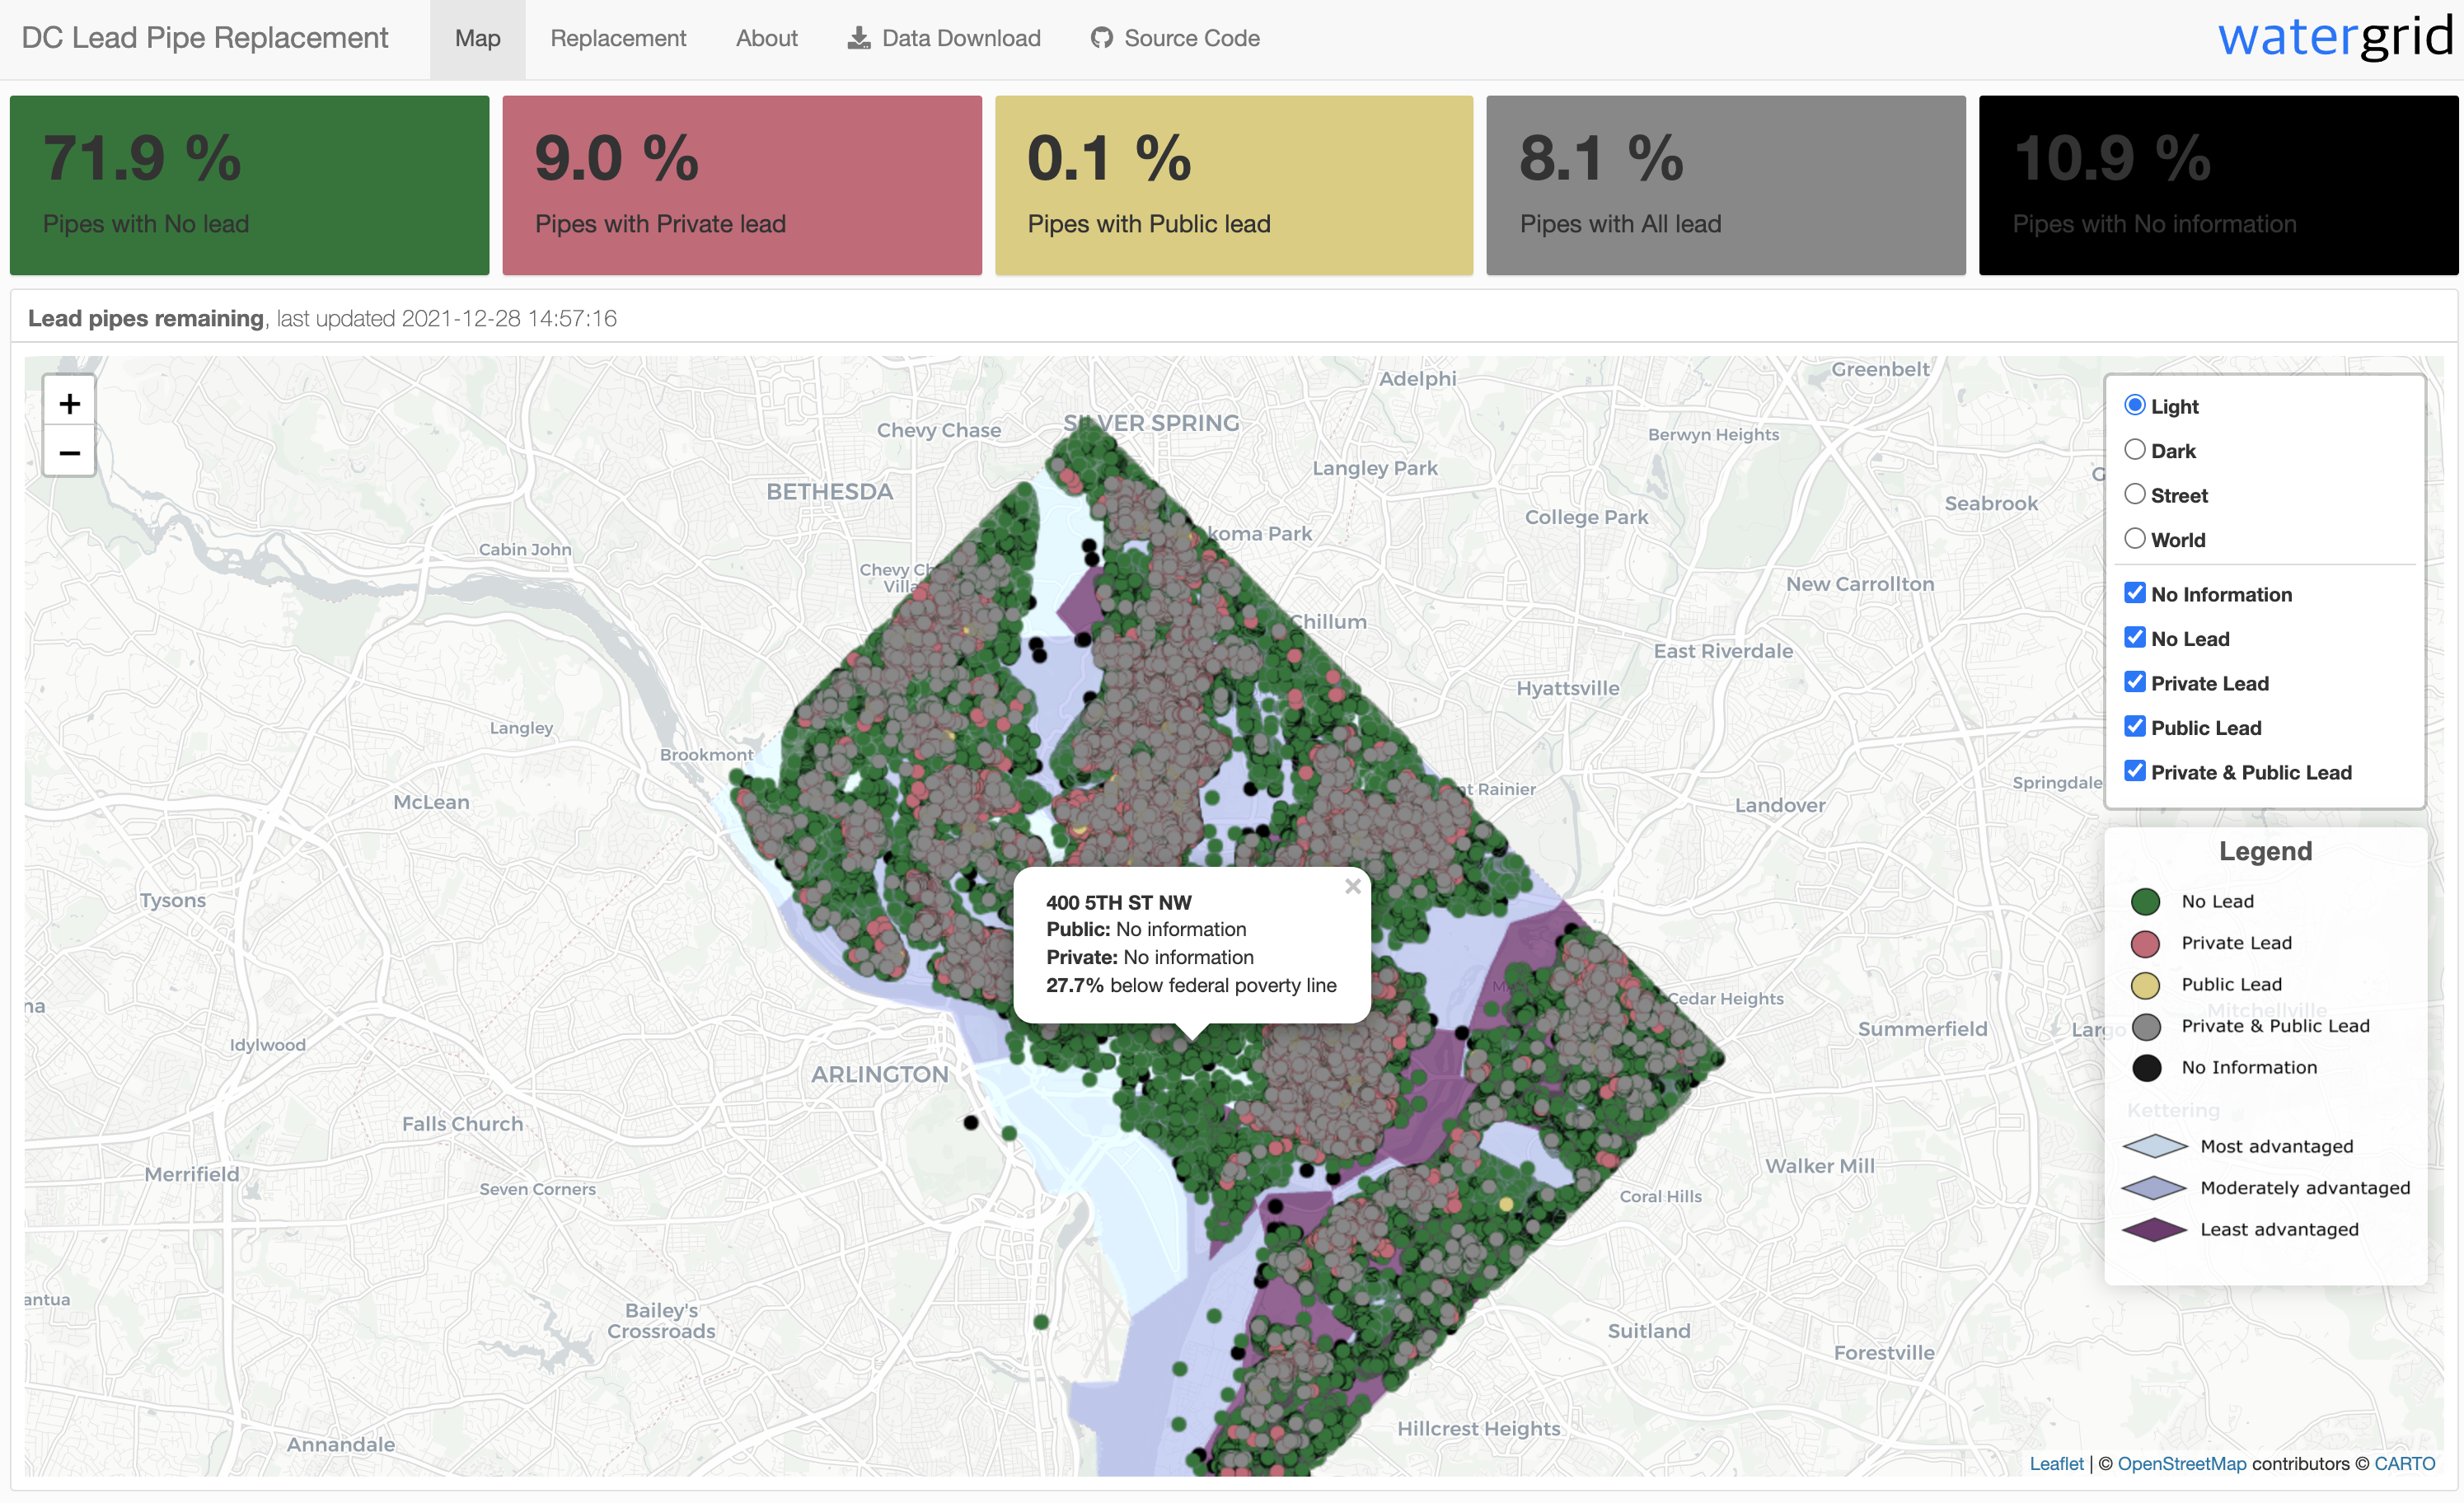 DC Lead Pipe Replacement
Map
Replacement
About
Data Download
Source Code
watergrid
71.9 %
Pipes with No lead
9.0 %
Pipes with Private lead
0.1 %
Pipes with Public lead
8.1 %
Pipes with All lead
10.9 %
Pipes with No information
Lead pipes remaining, last updated 2021-12-28 14:57:16
+
−
Adelphi
Greenbelt
SILVER SPRING
Chevy Chase
Berwyn Heights
Langley Park
BETHESDA
Seabrook
College Park
koma Park
Cabin John
Chevy Ch
Villa
New Carrollton
Chillum
East Riverdale
Hyattsville
Langley
Brookmont
Springdale
nt Rainier
McLean
Landover
Tysons
400 5TH ST NW
Public: No information
Private: No information
27.7% below federal poverty line
×
Cedar Heights
na
Summerfield
Largo
Idylwood
ARLINGTON
Falls Church
Merrifield
Walker Mill
Seven Corners
Coral Hills
antua
Bailey's
Crossroads
Suitland
Forestville
Hillcrest Heights
Annandale
Light
Dark
Street
World
No Information
No Lead
Private Lead
Public Lead
Private & Public Lead
Legend
No Lead
Private Lead
Public Lead
Mitchellville
Private & Public Lead
No Information
Kettering
Most advantaged
Moderately advantaged
Least advantaged
Leaflet | © OpenStreetMap contributors © CARTO